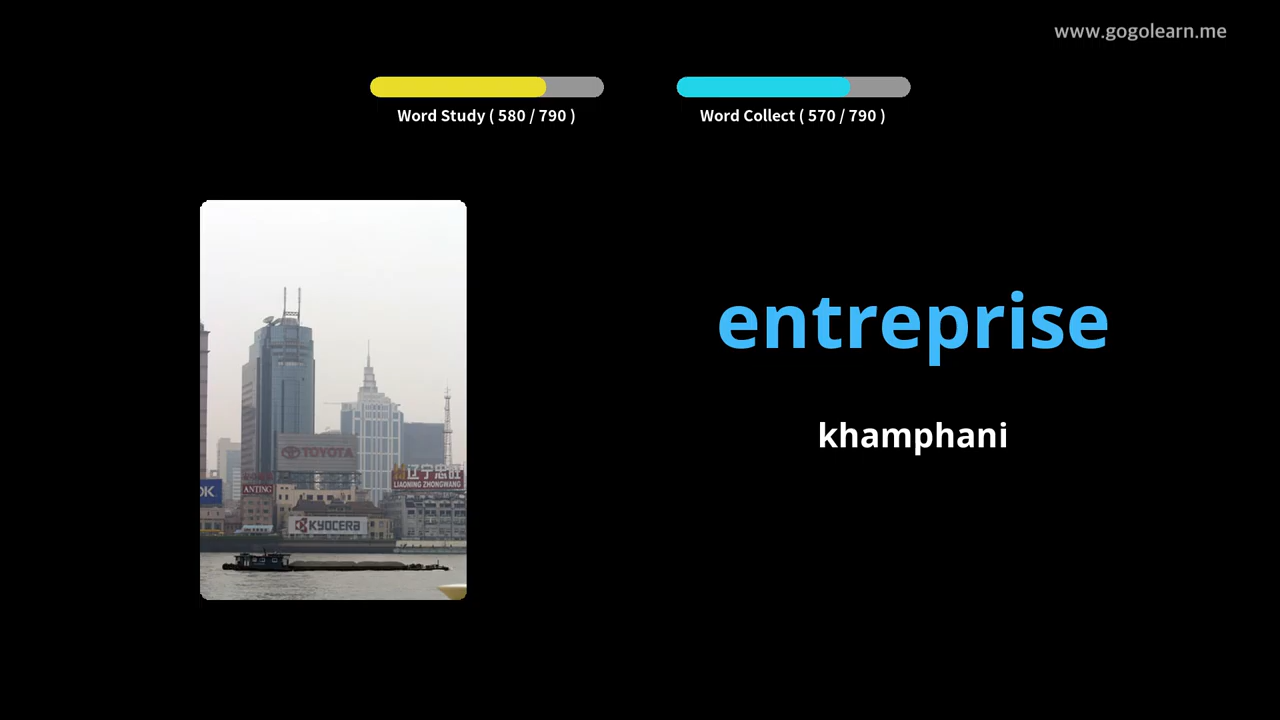 www.gogolearn.me
Word Study ( 580 / 790 )
Word Collect ( 570 / 790 )
entreprise
khamphani
TOYOTA
辽宁忠旺
LIAONING ZHONGWANG
OK
ANTING
KYOCERA